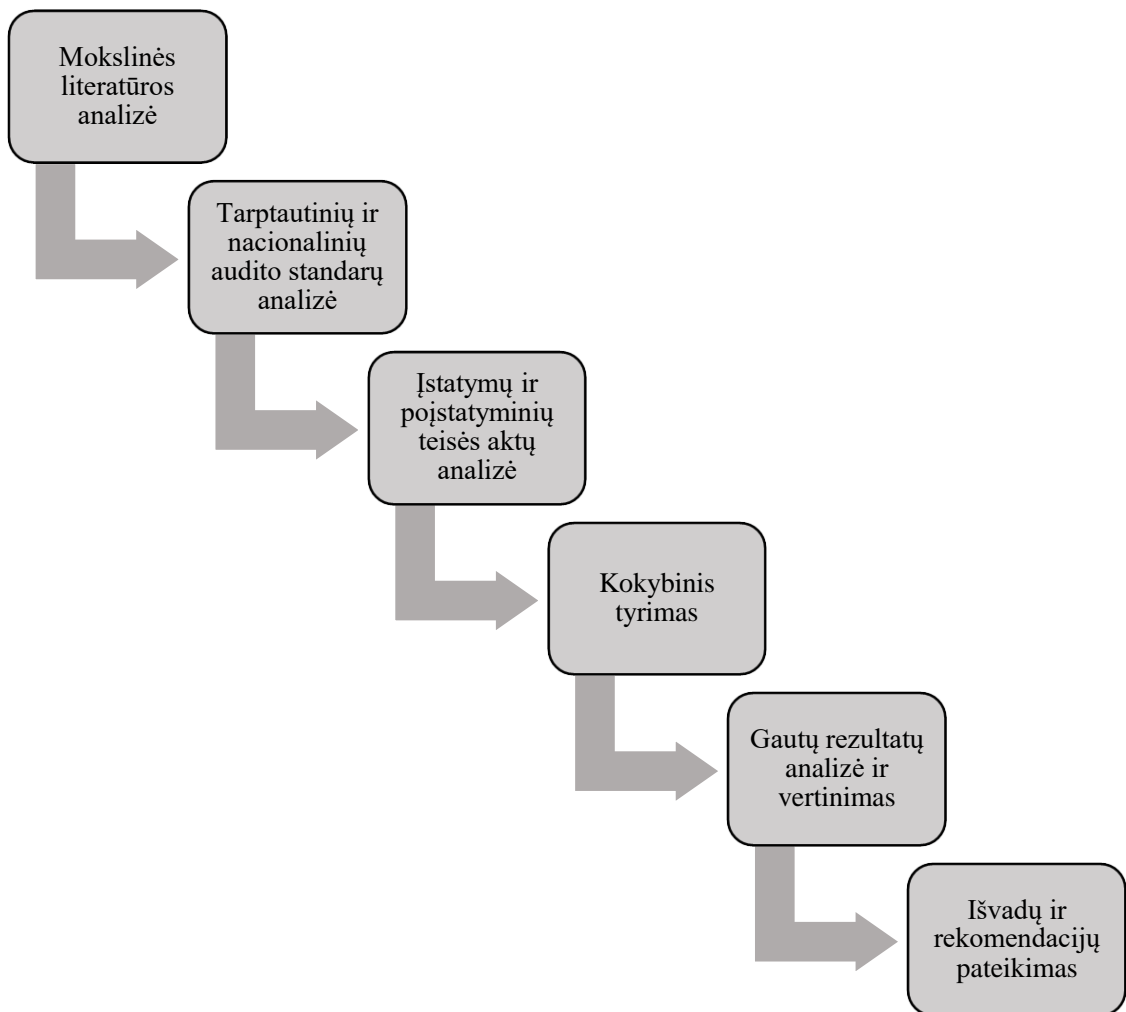 Mokslinės
literatūros
analizė
Tarptautinių ir
nacionalinių
audito standarų
analizė
Įstatymų ir
poįstatyminių
teisės aktų
analizė
Kokybinis
tyrimas
Gautų rezultatų
analizė ir
vertinimas
Išvadų ir
rekomendacijų
pateikimas